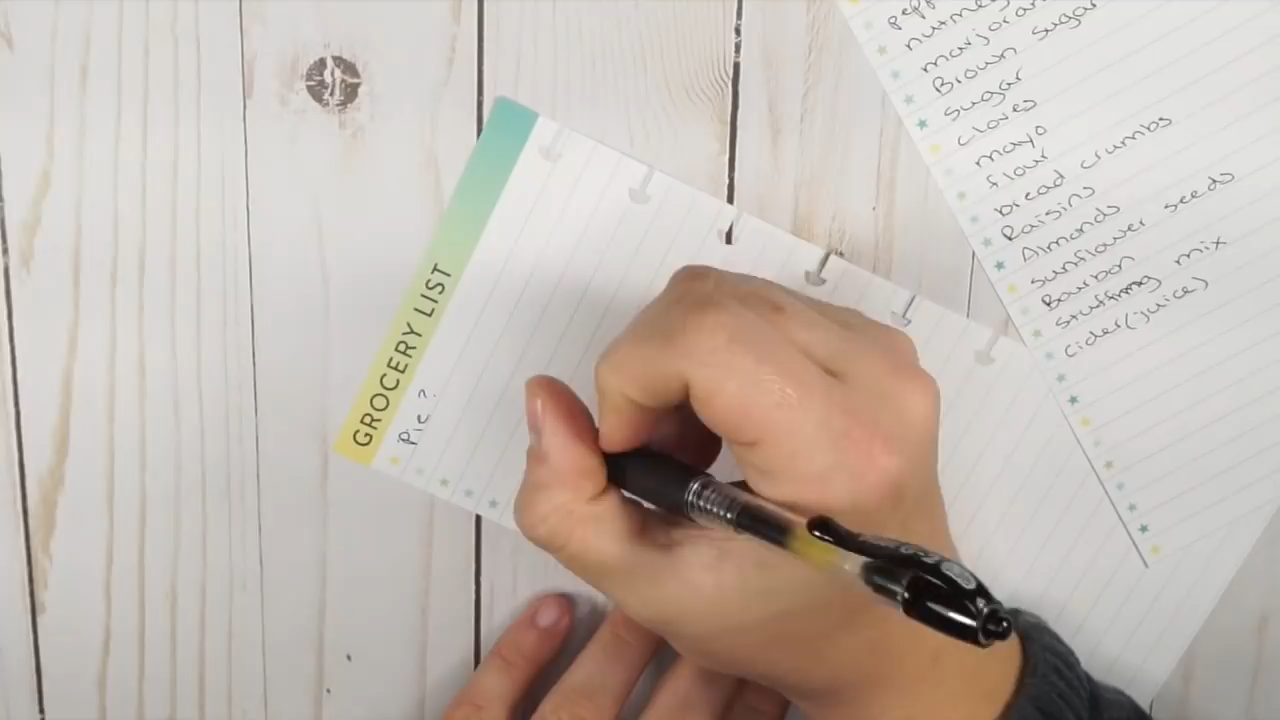 GROCERY LIST
Pie?
nutmeg
marjoram
Brown sugar
sugar
cloves
mayo
flour
bread crumbs
Raisins
Almonds
sunflower seeds
Bourbon
stuffing mix
cider(juice)